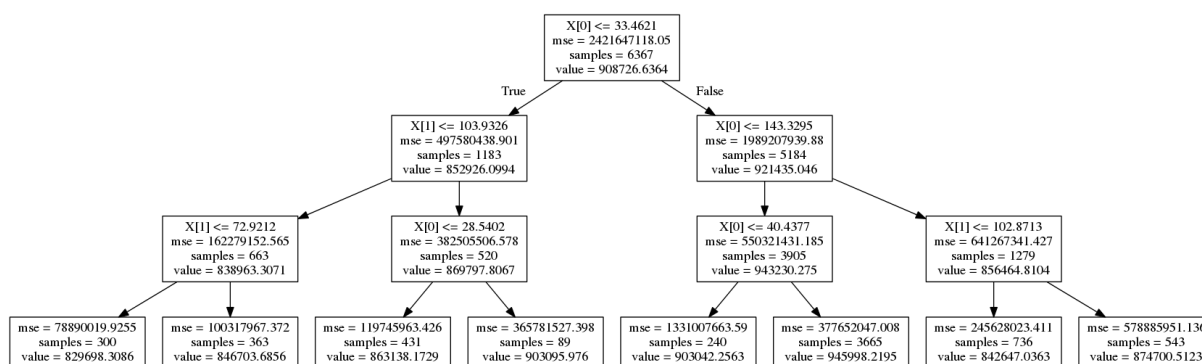 X[0] <= 33.4621
mse = 2421647118.05
samples = 6367
value = 908726.6364
True
False
X[1] <= 103.9326
mse = 497580438.901
samples = 1183
value = 852926.0994
X[0] <= 143.3295
mse = 1989207939.88
samples = 5184
value = 921435.046
X[1] <= 72.9212
mse = 162279152.565
samples = 663
value = 838963.3071
X[0] <= 28.5402
mse = 382505506.578
samples = 520
value = 869797.8067
X[0] <= 40.4377
mse = 550321431.185
samples = 3905
value = 943230.275
X[1] <= 102.8713
mse = 641267341.427
samples = 1279
value = 856464.8104
mse = 78890019.9255
samples = 300
value = 829698.3086
mse = 100317967.372
samples = 363
value = 846703.6856
mse = 119745963.426
samples = 431
value = 863138.1729
mse = 365781527.398
samples = 89
value = 903095.976
mse = 1331007663.59
samples = 240
value = 903042.2563
mse = 377652047.008
samples = 3665
value = 945998.2195
mse = 245628023.411
samples = 736
value = 842647.0363
mse = 578885951.136
samples = 543
value = 874700.5123